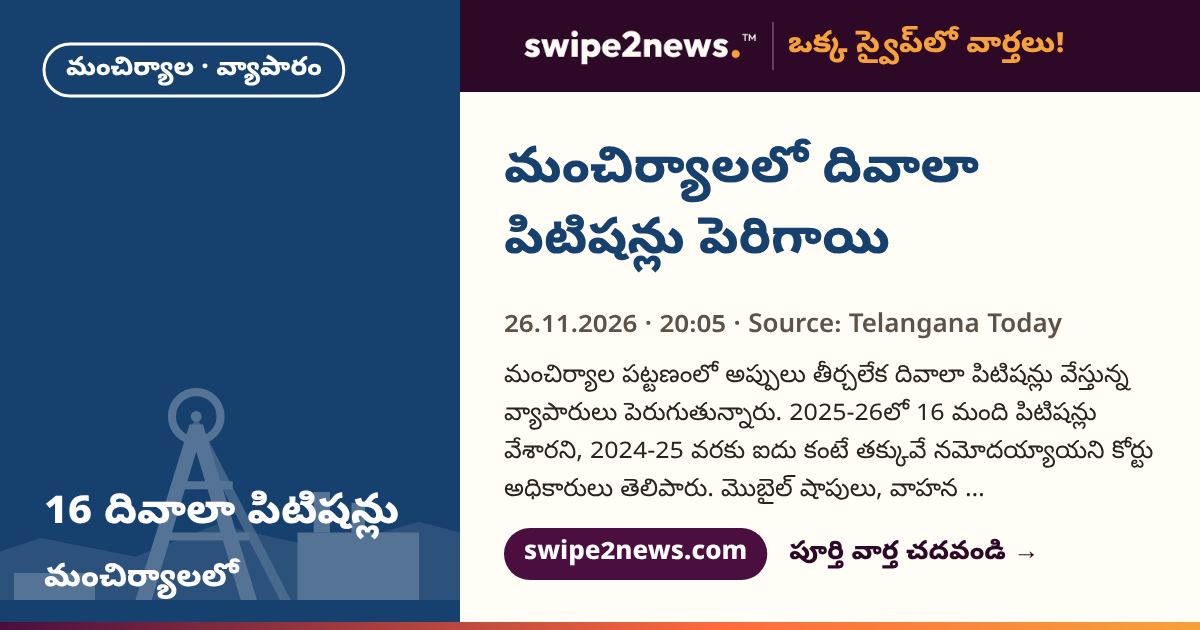 మంచిర్యాల · వ్యాపారం
16 దివాలా పిటిషన్లు
మంచిర్యాలలో
swipe2news.™ ఒక్క స్వైప్‌లో వార్తలు!
మంచిర్యాలలో దివాలా
పిటిషన్లు పెరిగాయి
26.11.2026 · 20:05 · Source: Telangana Today
మంచిర్యాల పట్టణంలో అప్పులు తీర్చలేక దివాలా పిటిషన్లు వేస్తున్న
వ్యాపారులు పెరుగుతున్నారు. 2025-26లో 16 మంది పిటిషన్లు
వేశారని, 2024-25 వరకు ఐదు కంటే తక్కువే నమోదయ్యాయని కోర్టు
అధికారులు తెలిపారు. మొబైల్ షాపులు, వాహన ...
swipe2news.com పూర్తి వార్త చదవండి →